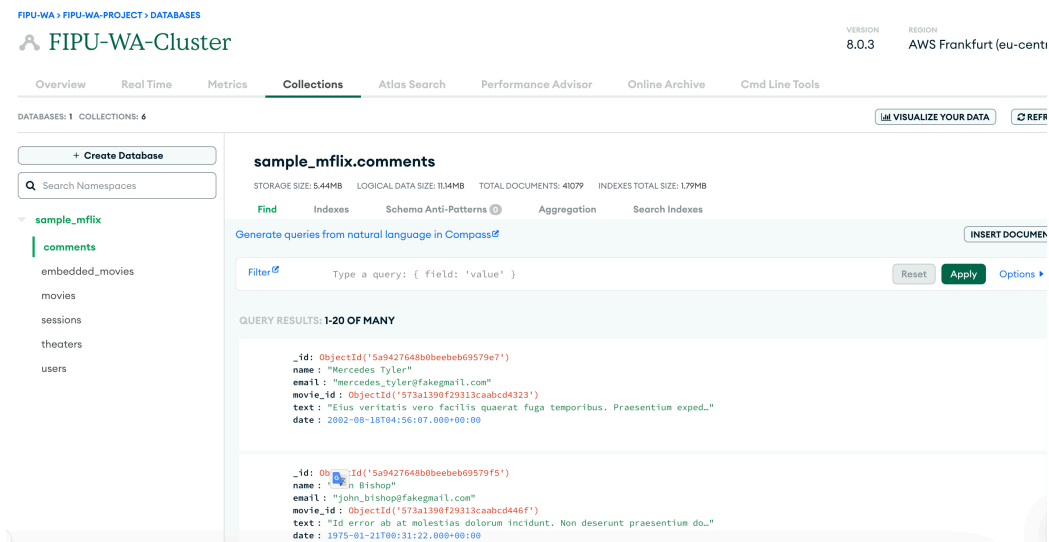 FIPU-WA > FIPU-WA-PROJECT > DATABASES
FIPU-WA-Cluster
VERSION
8.0.3
REGION
AWS Frankfurt (eu-centr
Overview Real Time Metrics Collections Atlas Search Performance Advisor Online Archive Cmd Line Tools
DATABASES: 1 COLLECTIONS: 6
VISUALIZE YOUR DATA
REFR
+ Create Database
Search Namespaces
sample_mflix
comments
embedded_movies
movies
sessions
theaters
users
sample_mflix.comments
STORAGE SIZE: 5.44MB LOGICAL DATA SIZE: 11.14MB TOTAL DOCUMENTS: 41079 INDEXES TOTAL SIZE: 1.79MB
Find Indexes Schema Anti-Patterns 0 Aggregation Search Indexes
Generate queries from natural language in Compass
INSERT DOCUMEN
Filter Type a query: { field: 'value' } Reset Apply Options
QUERY RESULTS: 1-20 OF MANY
_id: ObjectId('5a9427648b0beebeb69579e7')
name : "Mercedes Tyler"
email : "mercedes_tyler@fakegmail.com"
movie_id : ObjectId('573a1390f29313caabcd4323')
text : "Eius veritatis vero facilis quaerat fuga temporibus. Praesentium exped…"
date : 2002-08-18T04:56:07.000+00:00
_id: Ob Id('5a9427648b0beebeb69579f5')
name : " n Bishop"
email : "john_bishop@fakegmail.com"
movie_id : ObjectId('573a1390f29313caabcd446f')
text : "Id error ab at molestias dolorum incidunt. Non deserunt praesentium do…"
date : 1975-01-21T00:31:22.000+00:00